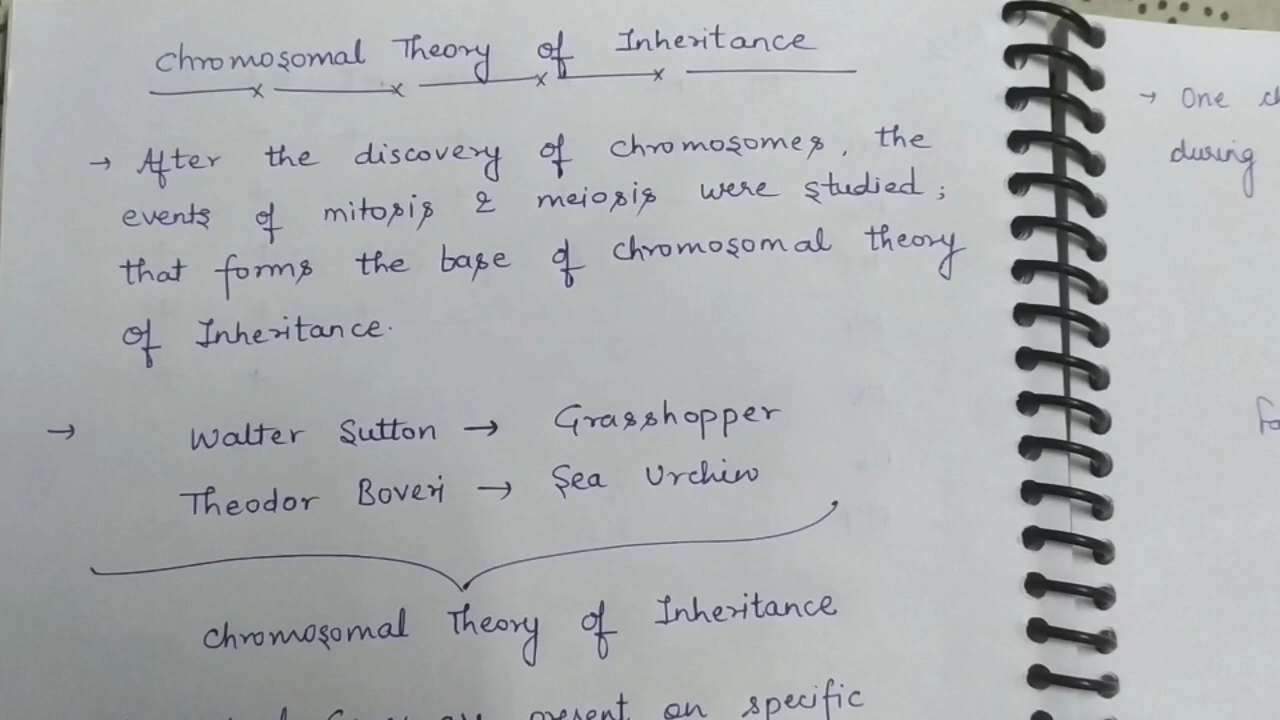 Chromosomal Theory of Inheritance
→ After the discovery of chromosomes, the
events of mitosis & meiosis were studied;
that forms the base of chromosomal theory
of Inheritance.
→ Walter Sutton → Grasshopper
Theodor Boveri → Sea Urchin
Chromosomal Theory of Inheritance
present on specific
→ One
during